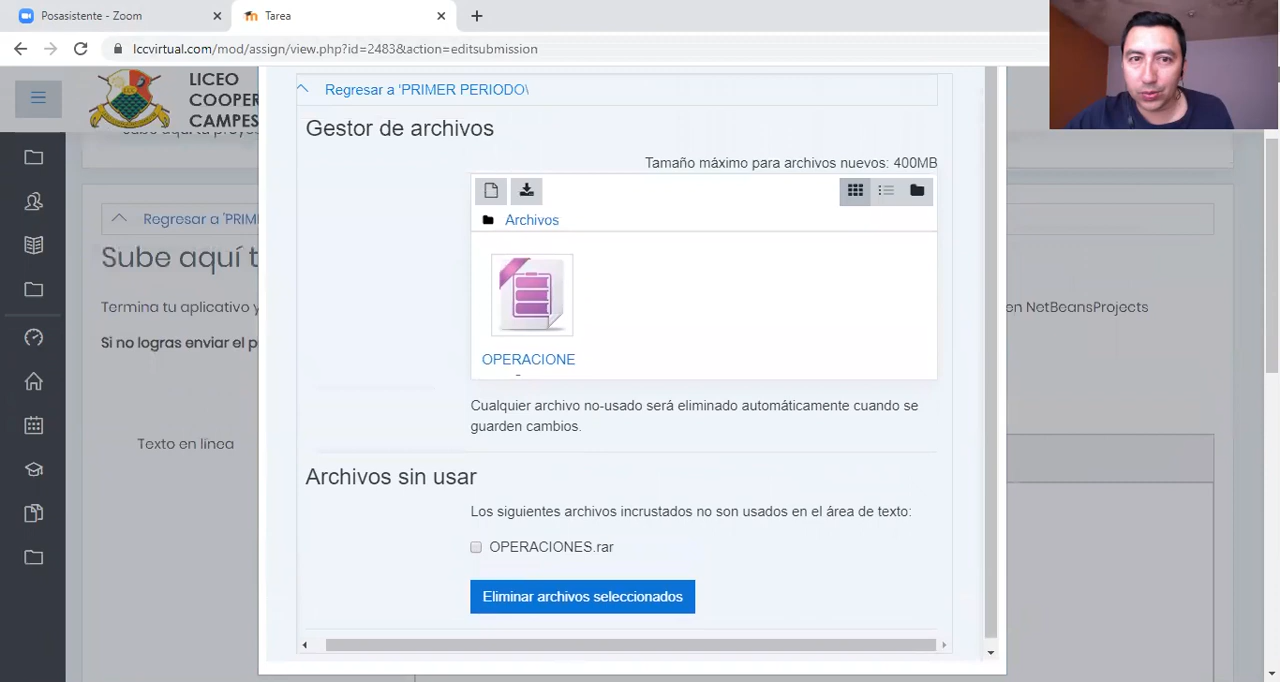 Posasistente - Zoom
Tarea
lccvirtual.com/mod/assign/view.php?id=2483&action=editsubmission
LICEO
COOPER
CAMPES
Regresar a 'PRIMER PERIODO\
Gestor de archivos
Tamaño máximo para archivos nuevos: 400MB
Archivos
OPERACIONE
Cualquier archivo no-usado será eliminado automáticamente cuando se
guarden cambios.
Archivos sin usar
Los siguientes archivos incrustados no son usados en el área de texto:
OPERACIONES.rar
Eliminar archivos seleccionados
Regresar a 'PRIM
Sube aquí t
Termina tu aplicativo y
en NetBeansProjects
Si no logras enviar el p
Texto en línea